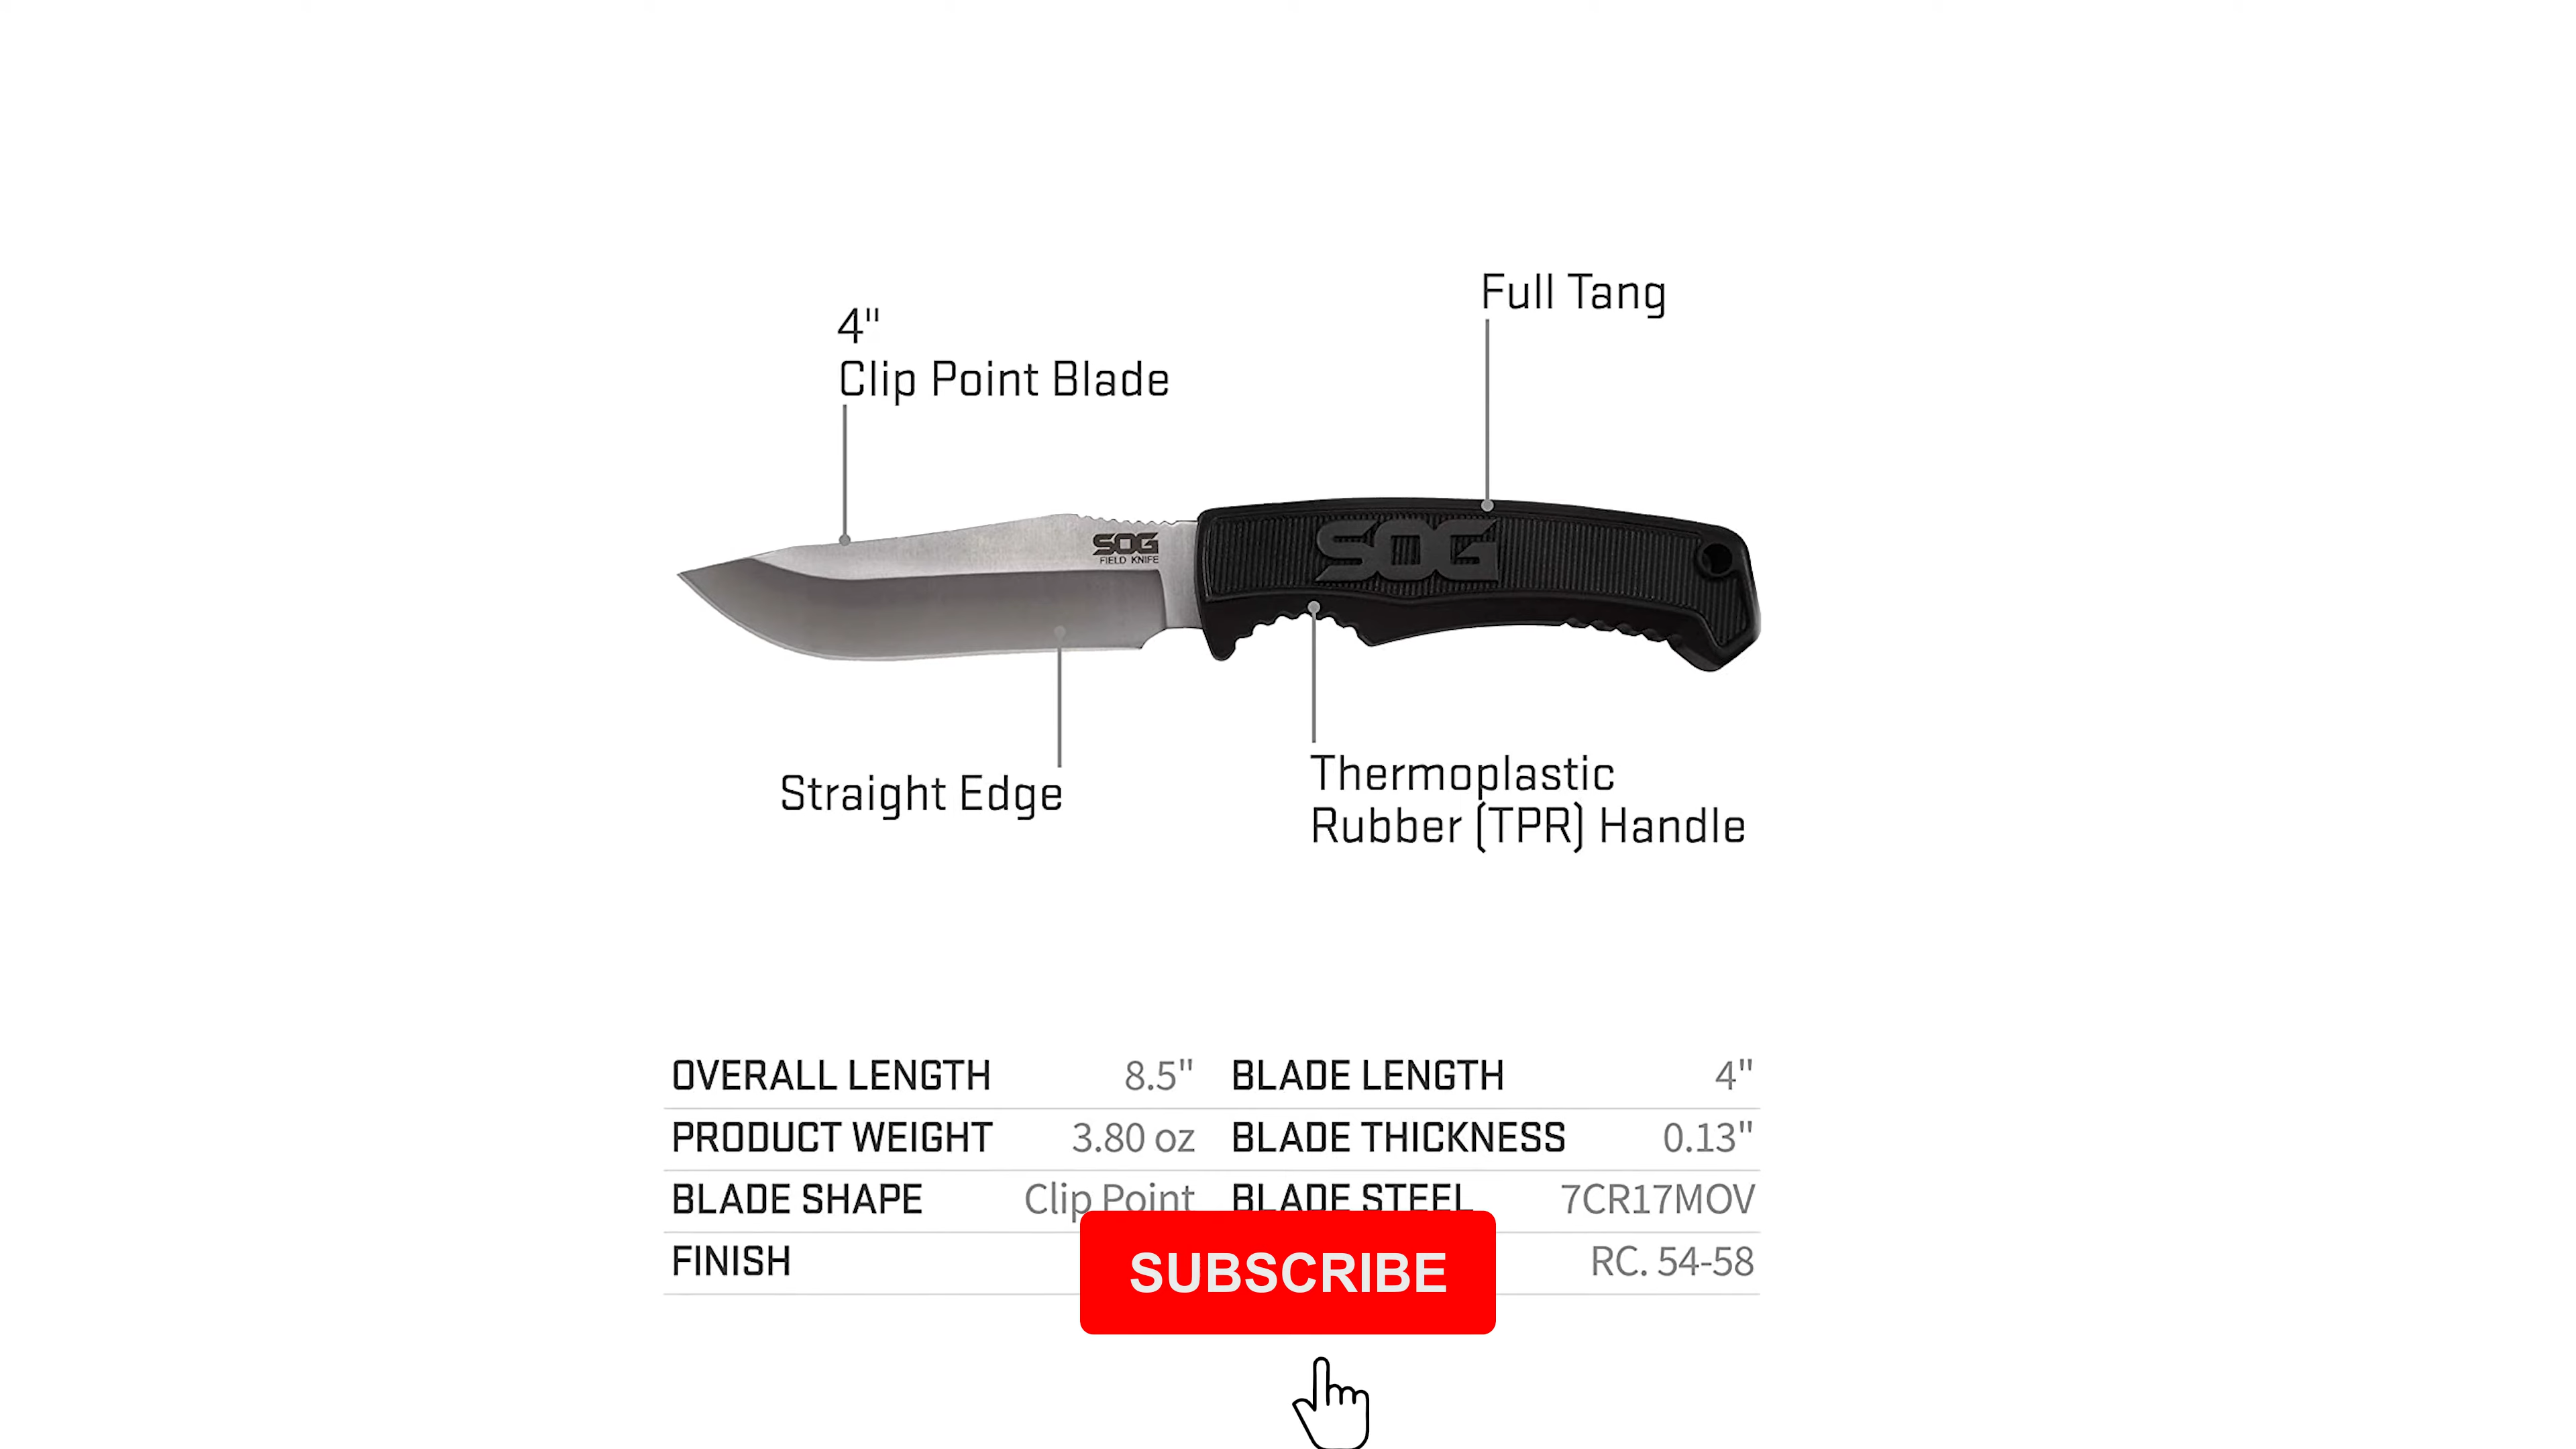 Full Tang
4"
Clip Point Blade
SOG
FIELD KNIFE
SOG
Straight Edge
Thermoplastic
Rubber (TPR) Handle
OVERALL LENGTH 8.5" BLADE LENGTH 4"
PRODUCT WEIGHT 3.80 oz BLADE THICKNESS 0.13"
BLADE SHAPE Clip Point BLADE STEEL 7CR17MOV
FINISH RC. 54-58
SUBSCRIBE